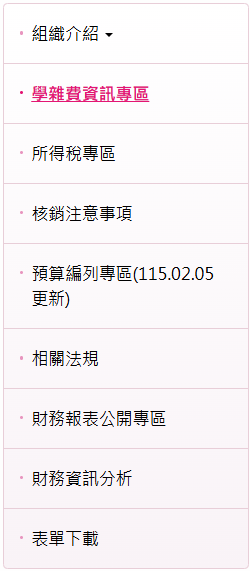 組織介紹
學雜費資訊專區
所得稅專區
核銷注意事項
預算編列專區(115.02.05
更新)
相關法規
財務報表公開專區
財務資訊分析
表單下載